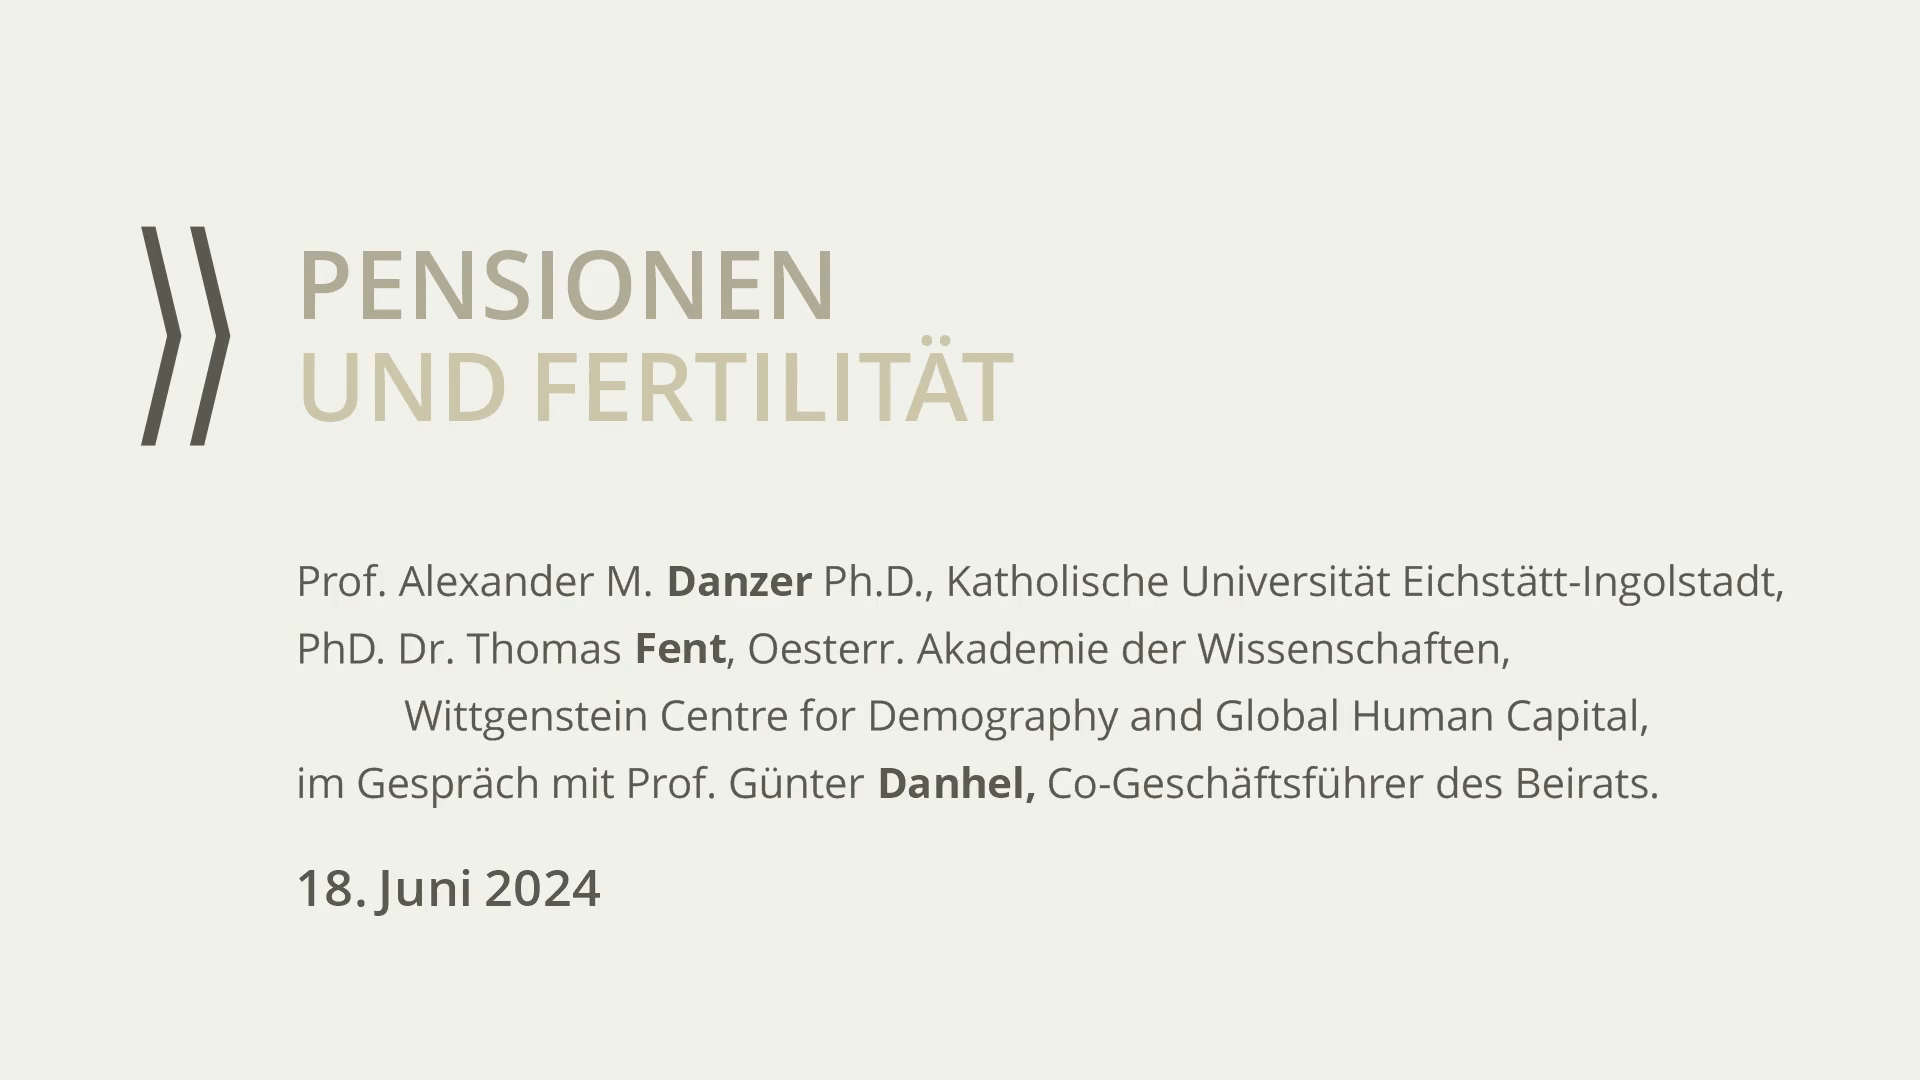 PENSIONEN
UND FERTILITÄT
Prof. Alexander M. Danzer Ph.D., Katholische Universität Eichstätt-Ingolstadt,
PhD. Dr. Thomas Fent, Oesterr. Akademie der Wissenschaften,
Wittgenstein Centre for Demography and Global Human Capital,
im Gespräch mit Prof. Günter Danhel, Co-Geschäftsführer des Beirats.
18. Juni 2024